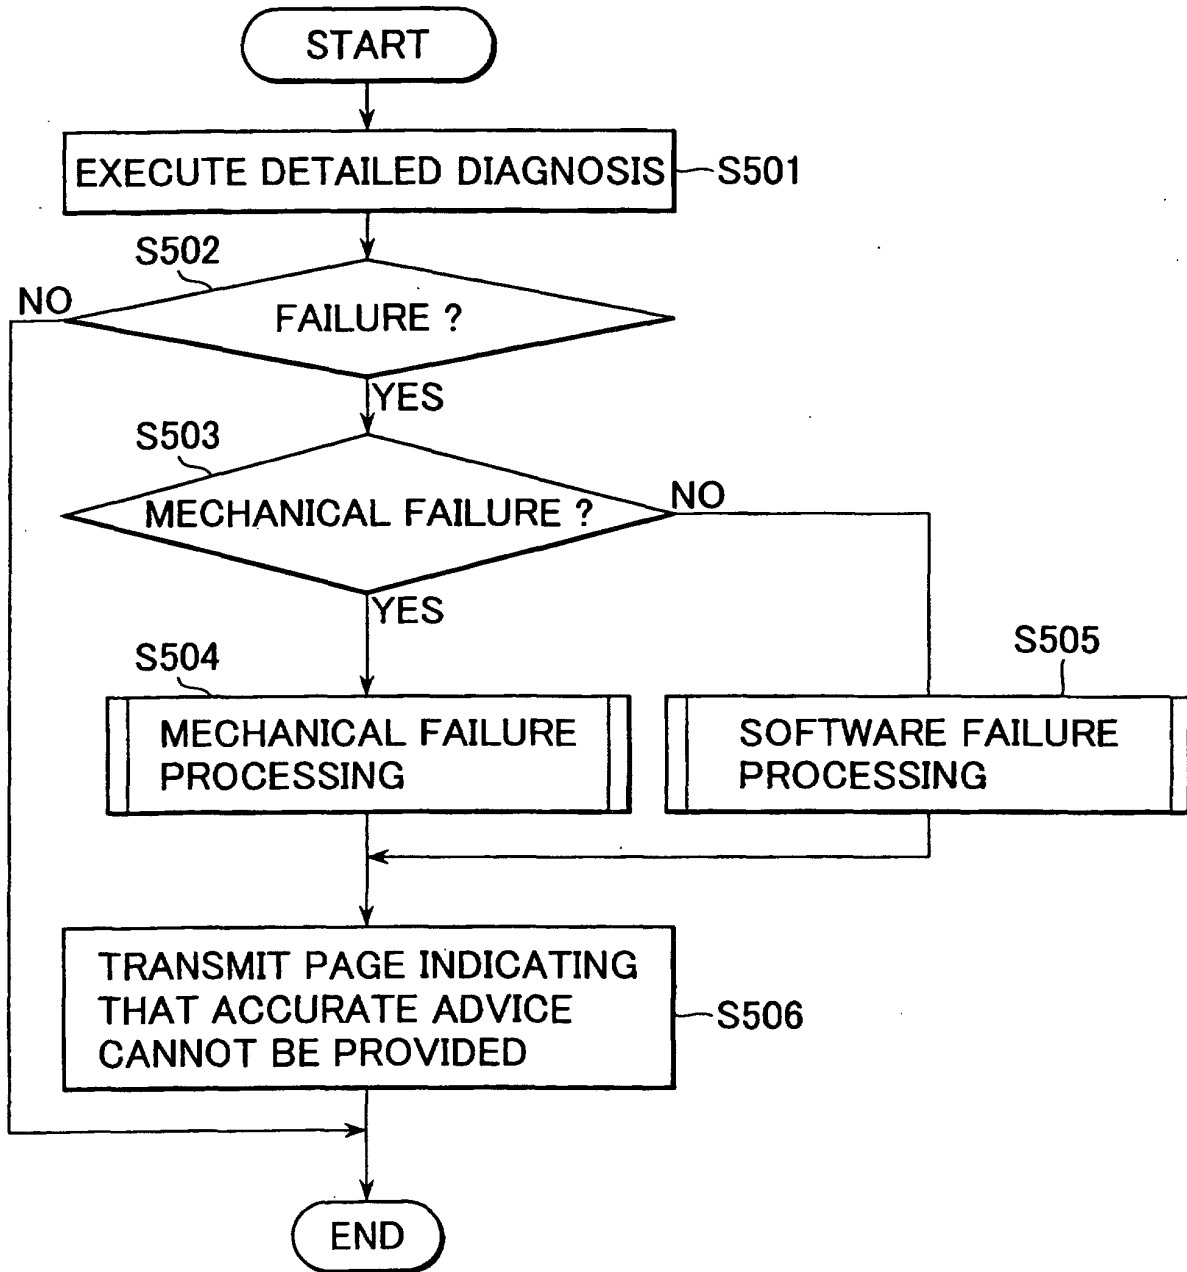 START
EXECUTE DETAILED DIAGNOSIS
S501
S502
NO
FAILURE ?
YES
S503
MECHANICAL FAILURE ?
NO
YES
S504
S505
MECHANICAL FAILURE
PROCESSING
SOFTWARE FAILURE
PROCESSING
TRANSMIT PAGE INDICATING
THAT ACCURATE ADVICE
CANNOT BE PROVIDED
S506
END